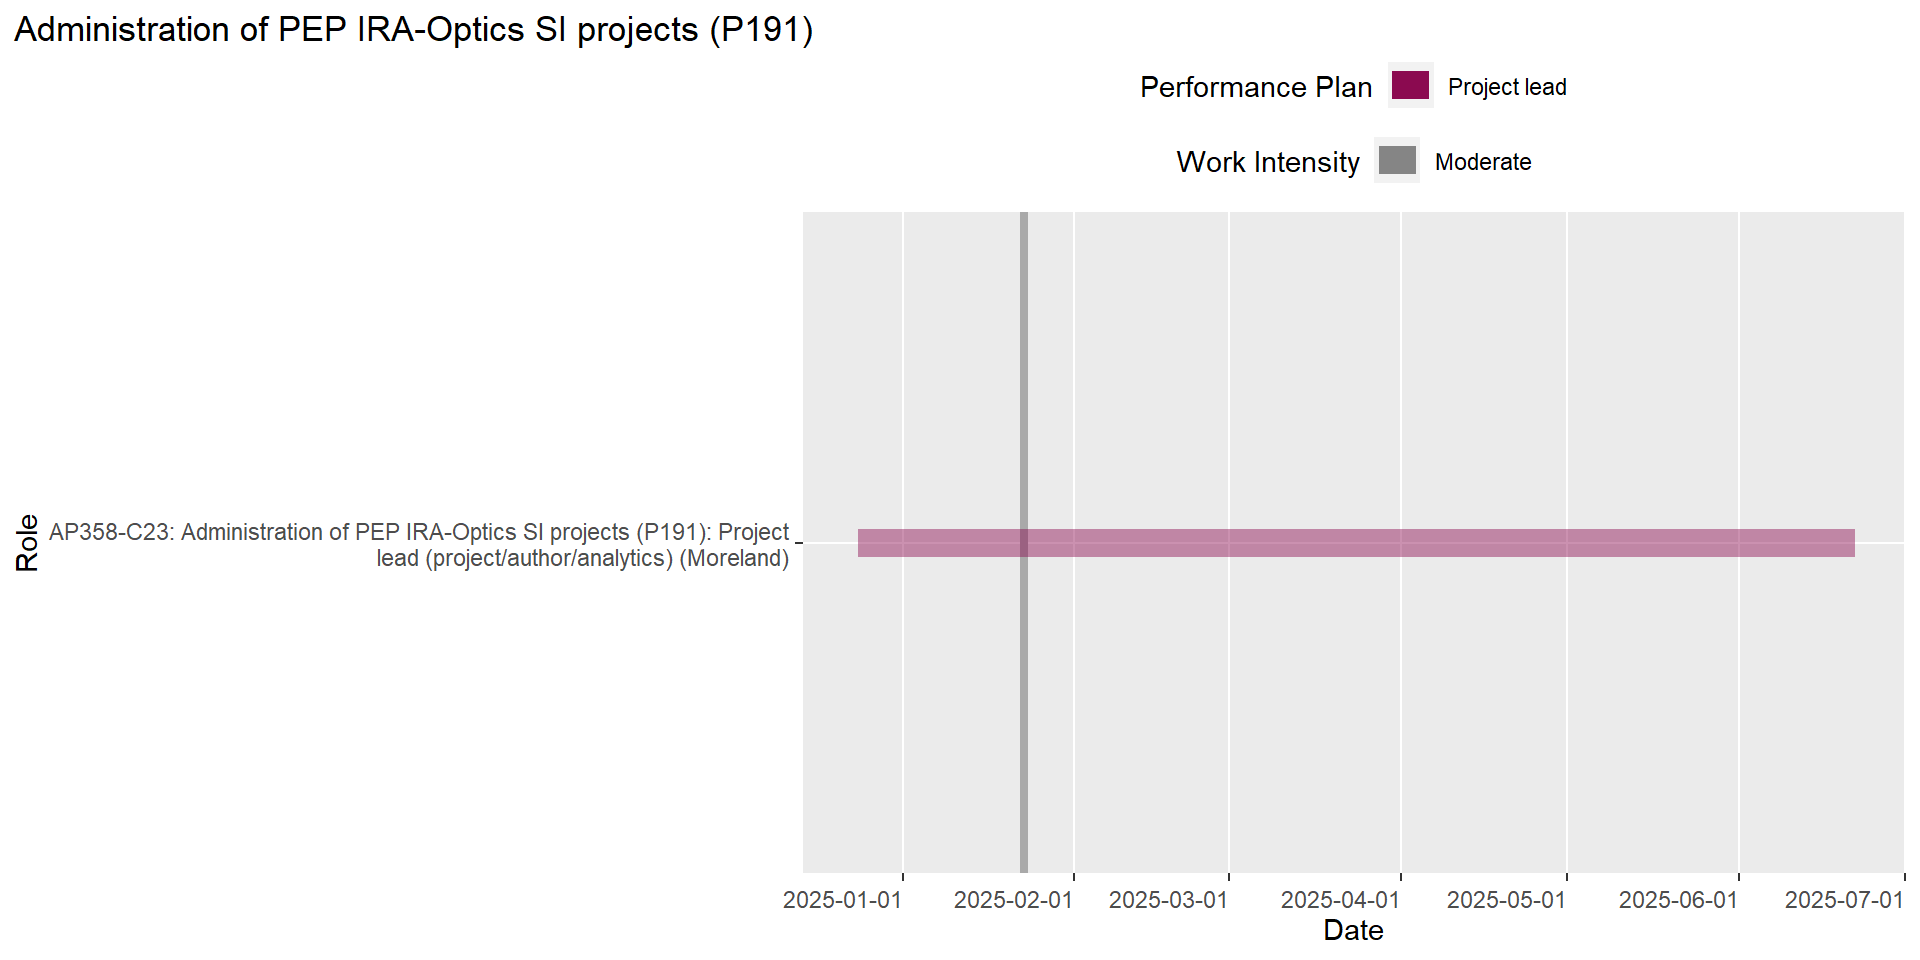 Administration of PEP IRA-Optics SI projects (P191)
Performance Plan Project lead
Work Intensity Moderate
Role
AP358-C23: Administration of PEP IRA-Optics SI projects (P191): Project
lead (project/author/analytics) (Moreland)
2025-01-01 2025-02-01 2025-03-01 2025-04-01 2025-05-01 2025-06-01 2025-07-01
Date